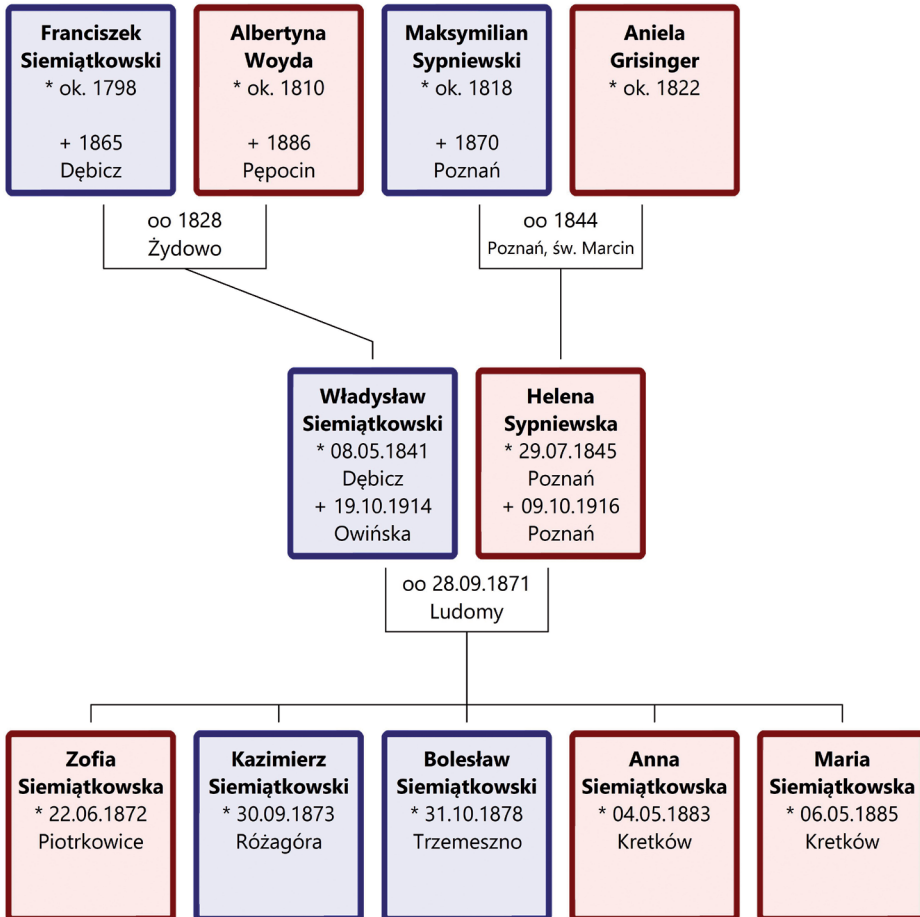 Franciszek
Siemiątkowski
* ok. 1798
+ 1865
Dębicz
Albertyna
Woyda
* ok. 1810
+ 1886
Pępocin
Maksymilian
Sypniewski
* ok. 1818
+ 1870
Poznań
Aniela
Grisinger
* ok. 1822
oo 1828
Żydowo
oo 1844
Poznań, św. Marcin
Władysław
Siemiątkowski
* 08.05.1841
Dębicz
+ 19.10.1914
Owińska
Helena
Sypniewska
* 29.07.1845
Poznań
+ 09.10.1916
Poznań
oo 28.09.1871
Ludomy
Zofia
Siemiątkowska
* 22.06.1872
Piotrkowice
Kazimierz
Siemiątkowski
* 30.09.1873
Różagóra
Bolesław
Siemiątkowski
* 31.10.1878
Trzemeszno
Anna
Siemiątkowska
* 04.05.1883
Kretków
Maria
Siemiątkowska
* 06.05.1885
Kretków